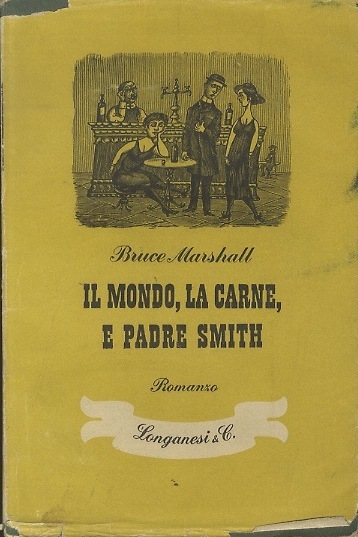 Bruce Marshall
IL MONDO, LA CARNE,
E PADRE SMITH
Romanzo
Longanesi & C.